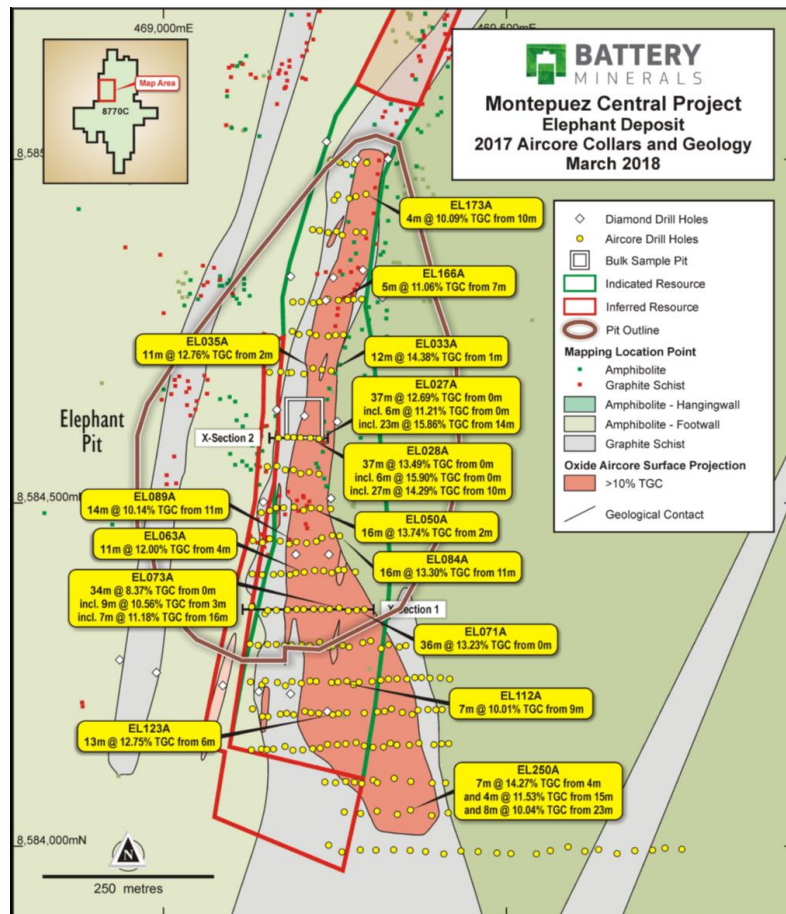 469,000mE
469,500mE
Map Area
8770C
BATTERY
MINERALS
Montepuez Central Project
Elephant Deposit
2017 Aircore Collars and Geology
March 2018
Diamond Drill Holes
Aircore Drill Holes
Bulk Sample Pit
Indicated Resource
Inferred Resource
Pit Outline
Mapping Location Point
Amphibolite
Graphite Schist
Amphibolite - Hangingwall
Amphibolite - Footwall
Graphite Schist
Oxide Aircore Surface Projection
>10% TGC
Geological Contact
EL173A
4m @ 10.09% TGC from 10m
EL166A
5m @ 11.06% TGC from 7m
EL035A
11m @ 12.76% TGC from 2m
EL033A
12m @ 14.38% TGC from 1m
EL027A
37m @ 12.69% TGC from 0m
incl. 6m @ 11.21% TGC from 0m
incl. 23m @ 15.86% TGC from 14m
Elephant
Pit
X-Section 2
EL028A
37m @ 13.49% TGC from 0m
incl. 6m @ 15.90% TGC from 0m
incl. 27m @ 14.29% TGC from 10m
8,584,500mN
EL089A
14m @ 10.14% TGC from 11m
EL050A
16m @ 13.74% TGC from 2m
EL063A
11m @ 12.00% TGC from 4m
EL084A
16m @ 13.30% TGC from 11m
EL073A
34m @ 8.37% TGC from 0m
incl. 9m @ 10.56% TGC from 3m
incl. 7m @ 11.18% TGC from 16m
X-Section 1
EL071A
36m @ 13.23% TGC from 0m
EL112A
7m @ 10.01% TGC from 9m
EL123A
13m @ 12.75% TGC from 6m
EL250A
7m @ 14.27% TGC from 4m
and 4m @ 11.53% TGC from 15m
and 8m @ 10.04% TGC from 23m
8,584,000mN
N
250 metres